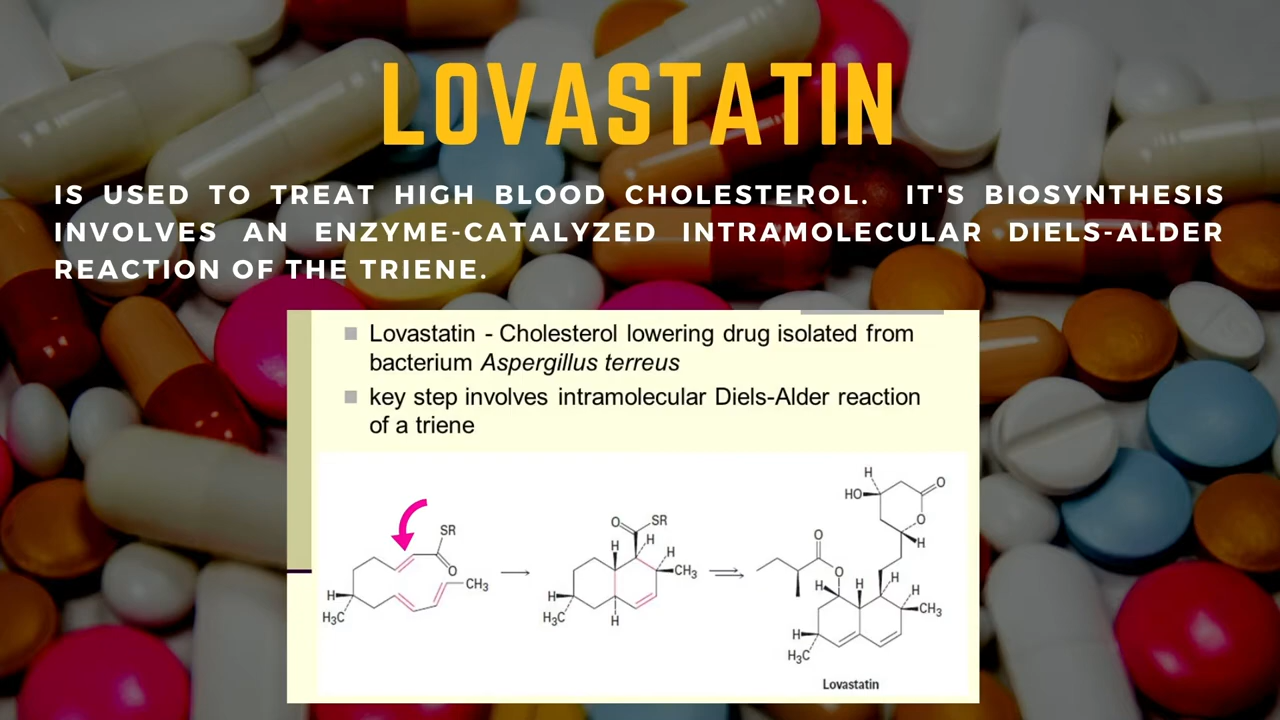 LOVASTATIN
IS USED TO TREAT HIGH BLOOD CHOLESTEROL. IT'S BIOSYNTHESIS
INVOLVES AN ENZYME-CATALYZED INTRAMOLECULAR DIELS-ALDER
REACTION OF THE TRIENE.
Lovastatin - Cholesterol lowering drug isolated from
bacterium Aspergillus terreus
key step involves intramolecular Diels-Alder reaction
of a triene
SR
O
CH3
H
H3C
O
SR
H
H
H
CH3
H
H3C
H
H
HO
O
O
H
O
O
H
H
H
H
CH3
H
H3C
Lovastatin